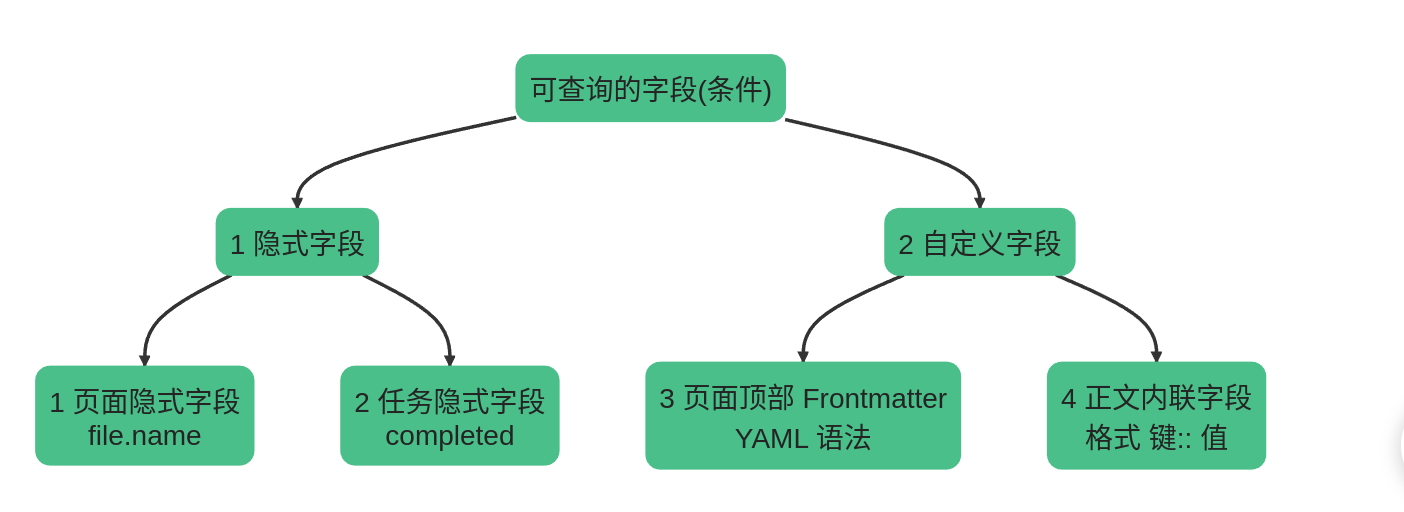 可查询的字段(条件)
1 隐式字段
2 自定义字段
1 页面隐式字段
file.name
2 任务隐式字段
completed
3 页面顶部 Frontmatter
YAML 语法
4 正文内联字段
格式 键:: 值